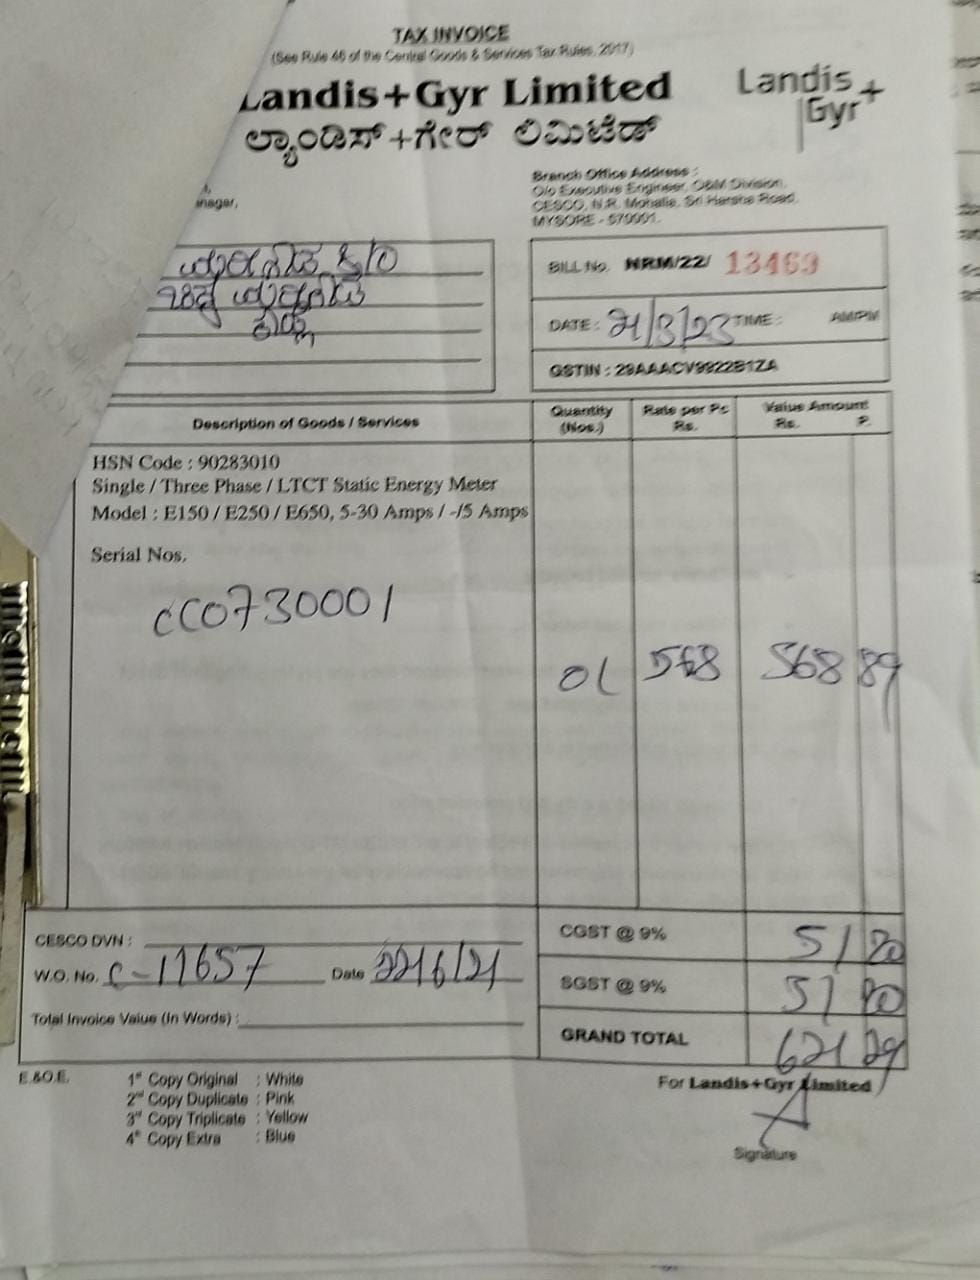 TAX INVOICE
(See Rule 46 of the Central Goods & Services Tax Rules, 2017)
Landis+Gyr Limited
ಲ್ಯಾಂಡಿಸ್+ಗೇರ್ ಲಿಮಿಟೆಡ್
Landis
Gyr+
nager,
Branch Office Address :
O/o Executive Engineer, O&M Division,
CESCO, N.R. Mohalla, Sri Harsha Road,
MYSORE - 570001.
BILL No. NRM/22/ 13469
DATE : 21/3/23 TIME : AM/PM
GSTIN : 29AAACV9922B1ZA
Description of Goods / Services
Quantity (Nos.)
Rate per Pc Rs.
Value Amount Rs. P.
HSN Code : 90283010
Single / Three Phase / LTCT Static Energy Meter
Model : E150 / E250 / E650, 5-30 Amps / -/5 Amps
Serial Nos.
CC0730001
01 568 568 89
CESCO DVN :
W.O. No. C-11657 Date 22/6/21
Total Invoice Value (In Words) :
CGST @ 9% 51 20
SGST @ 9% 51 20
GRAND TOTAL 621 29
E.&O.E.
1st Copy Original : White
2nd Copy Duplicate : Pink
3rd Copy Triplicate : Yellow
4th Copy Extra : Blue
For Landis+Gyr Limited
Signature